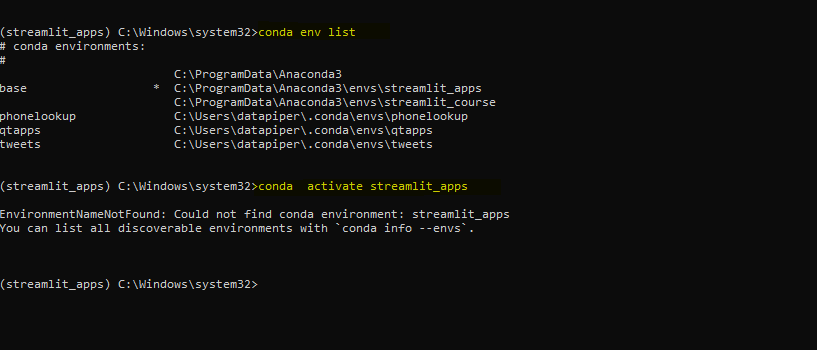 (streamlit_apps) C:\Windows\system32>conda env list
# conda environments:
#
                         C:\ProgramData\Anaconda3
base                  *  C:\ProgramData\Anaconda3\envs\streamlit_apps
                         C:\ProgramData\Anaconda3\envs\streamlit_course
phonelookup              C:\Users\datapiper\.conda\envs\phonelookup
qtapps                   C:\Users\datapiper\.conda\envs\qtapps
tweets                   C:\Users\datapiper\.conda\envs\tweets
(streamlit_apps) C:\Windows\system32>conda  activate streamlit_apps
EnvironmentNameNotFound: Could not find conda environment: streamlit_apps
You can list all discoverable environments with `conda info --envs`.
(streamlit_apps) C:\Windows\system32>